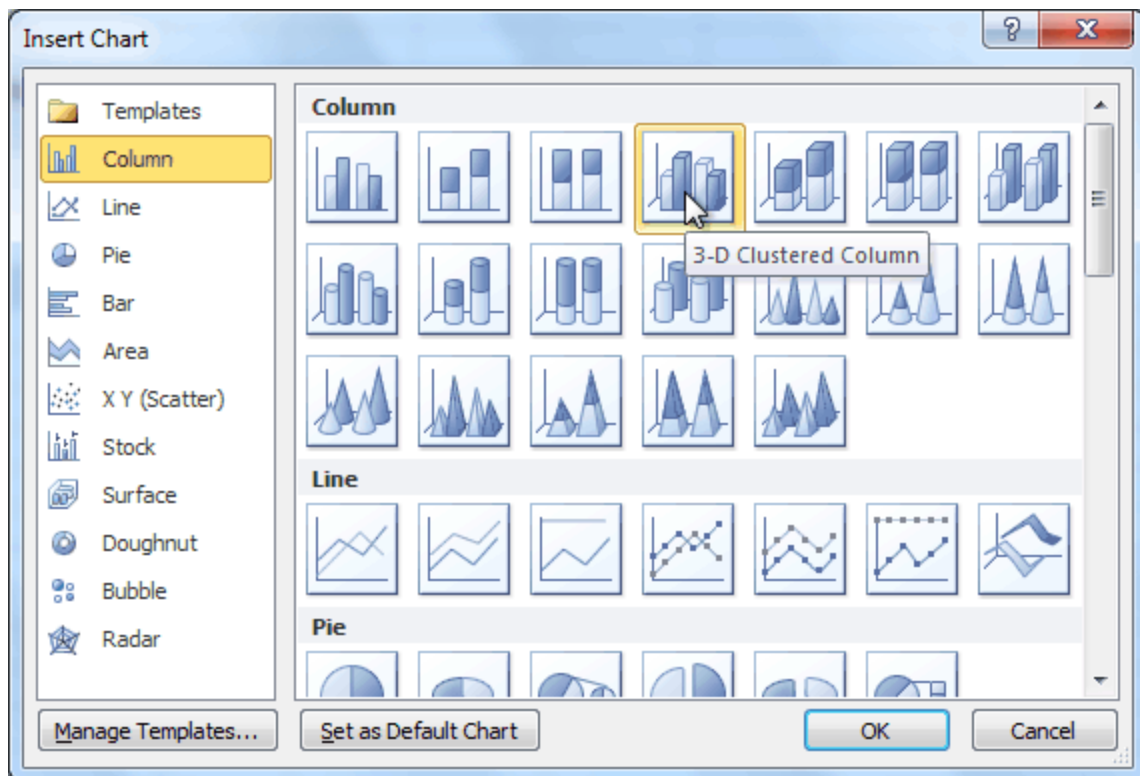 Insert Chart
Templates
Column
Line
Pie
Bar
Area
X Y (Scatter)
Stock
Surface
Doughnut
Bubble
Radar
Column
3-D Clustered Column
Line
Pie
Manage Templates...
Set as Default Chart
OK
Cancel